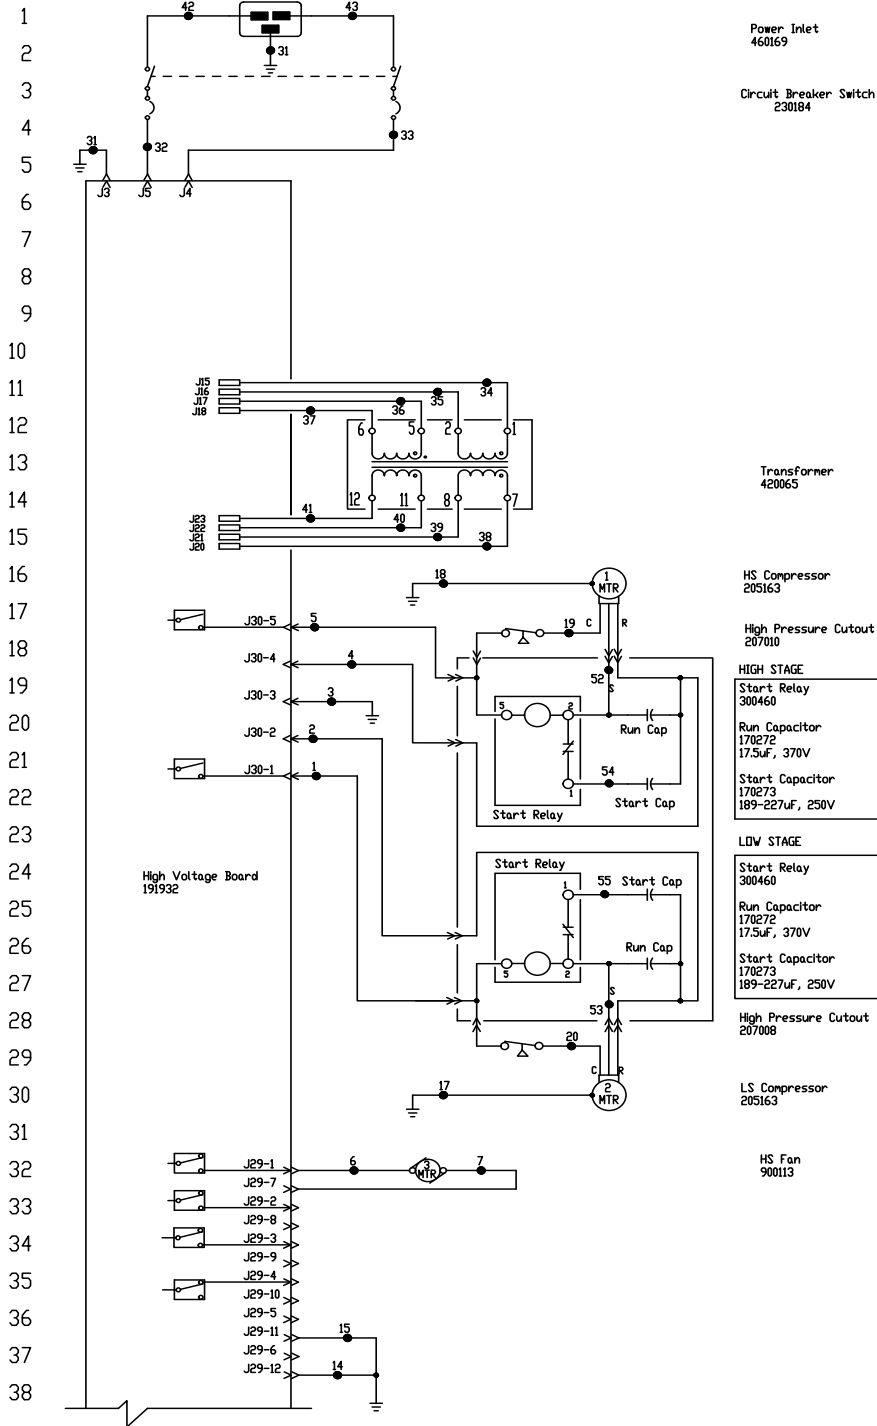 1
42
43
Power Inlet
460169
2
31
3
Circuit Breaker Switch
230184
4
33
31
32
5
J3
J5
J4
6
7
8
9
10
11
J15
J16
J17
J18
34
35
36
37
12
6
5
2
1
13
Transformer
420065
14
12
11
8
7
41
40
39
38
15
J23
J22
J21
J20
16
18
1
MTR
HS Compressor
205163
17
J30-5
5
19
C
R
High Pressure Cutout
207010
18
J30-4
4
HIGH STAGE
19
J30-3
3
52
S
Start Relay
300460
20
J30-2
2
5
2
Run Cap
Run Capacitor
170272
17.5uF, 370V
21
J30-1
1
54
1
Start Capacitor
170273
189-227uF, 250V
22
Start Cap
Start Relay
23
LOW STAGE
24
High Voltage Board
191932
Start Relay
1
55
Start Cap
Start Relay
300460
25
Run Capacitor
170272
17.5uF, 370V
26
Run Cap
5
2
Start Capacitor
170273
189-227uF, 250V
27
S
53
28
High Pressure Cutout
207008
29
20
C
R
30
17
2
MTR
LS Compressor
205163
31
32
J29-1
6
3
MTR
7
HS Fan
900113
J29-7
33
J29-2
J29-8
34
J29-3
J29-9
35
J29-4
J29-10
36
J29-5
J29-11
15
37
J29-6
J29-12
14
38